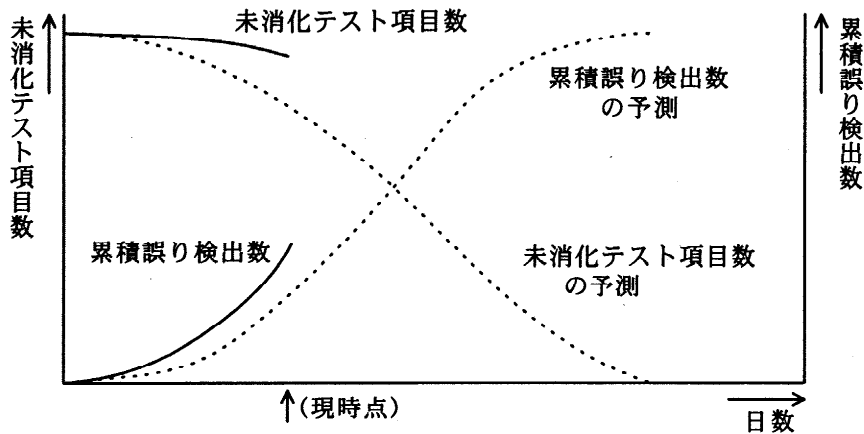 未消化テスト項目数
未消化テスト項目数
累積誤り検出数
の予測
累積誤り検出数
累積誤り検出数
未消化テスト項目数
の予測
(現時点)
日数